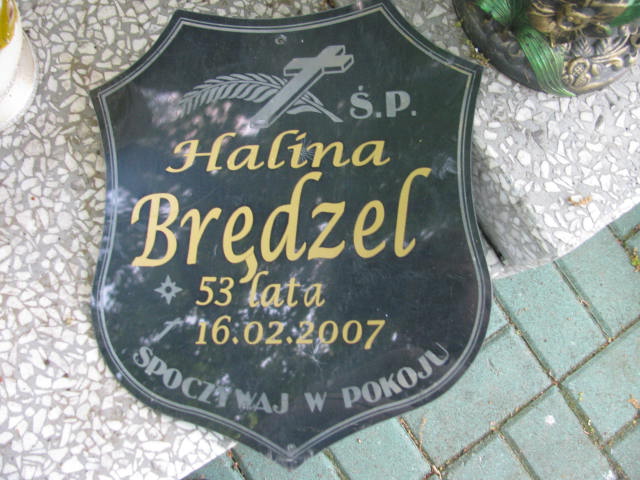 Ś.P.
Halina
Brędzel
53 lata
16.02.2007
SPOCZYWAJ W POKOJU